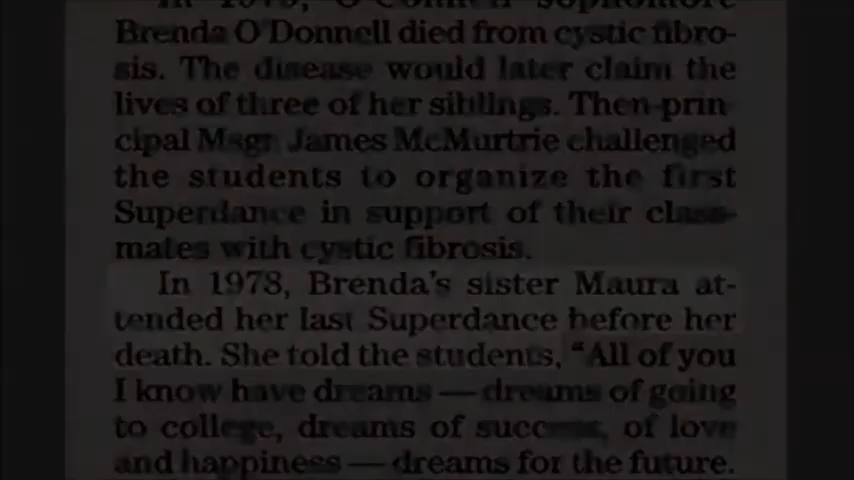 O'Connell sophomore
Brenda O'Donnell died from cystic fibro-
sis. The disease would later claim the
lives of three of her siblings. Then-prin-
cipal Msgr. James McMurtrie challenged
the students to organize the first
Superdance in support of their class-
mates with cystic fibrosis.
In 1978, Brenda's sister Maura at-
tended her last Superdance before her
death. She told the students, “All of you
I know have dreams — dreams of going
to college, dreams of success, of love
and happiness — dreams for the future.